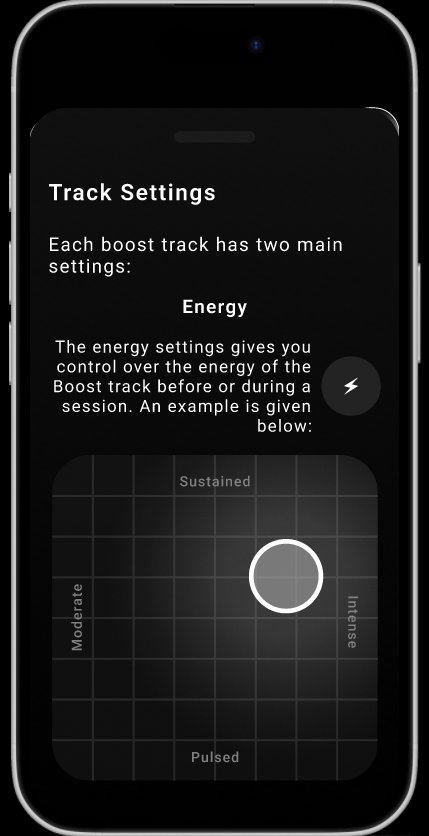 Track Settings
Each boost track has two main
settings:
Energy
The energy settings gives you
control over the energy of the
Boost track before or during a
session. An example is given
below:
Sustained
Moderate
Intense
Pulsed